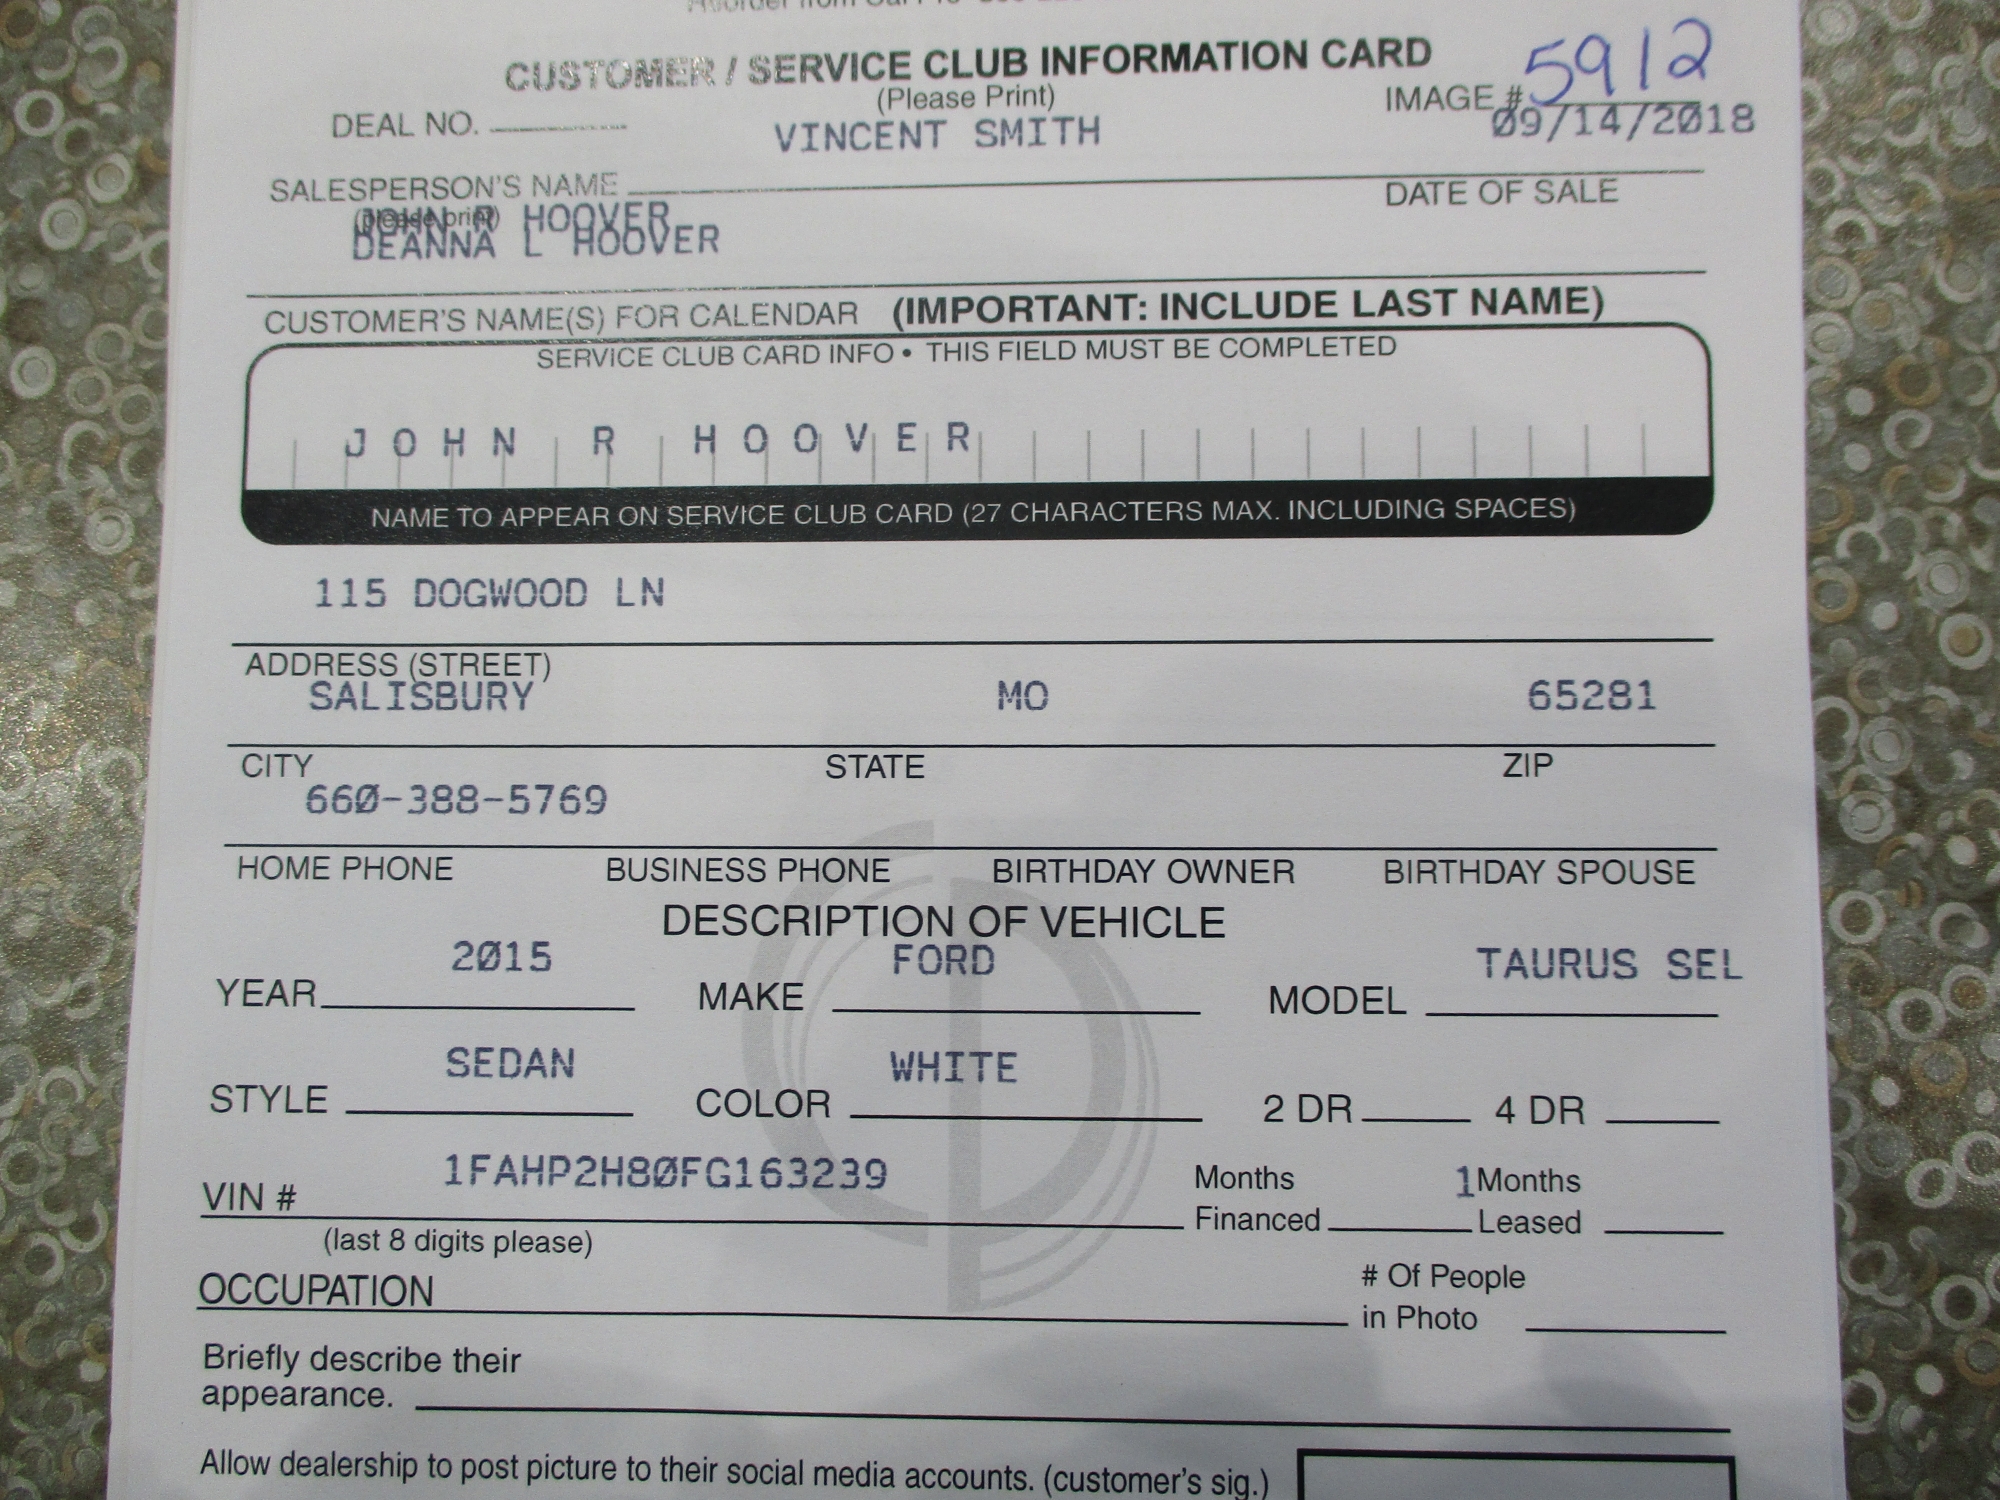 CUSTOMER / SERVICE CLUB INFORMATION CARD
(Please Print)
IMAGE # 5912
DEAL NO.
VINCENT SMITH
09/14/2018
SALESPERSON'S NAME
DATE OF SALE
(please print)
JOHN R HOOVER
DEANNA L HOOVER
CUSTOMER'S NAME(S) FOR CALENDAR (IMPORTANT: INCLUDE LAST NAME)
SERVICE CLUB CARD INFO • THIS FIELD MUST BE COMPLETED
JOHN R HOOVER
NAME TO APPEAR ON SERVICE CLUB CARD (27 CHARACTERS MAX. INCLUDING SPACES)
115 DOGWOOD LN
ADDRESS (STREET)
SALISBURY MO 65281
CITY STATE ZIP
660-388-5769
HOME PHONE BUSINESS PHONE BIRTHDAY OWNER BIRTHDAY SPOUSE
DESCRIPTION OF VEHICLE
2015 FORD TAURUS SEL
YEAR MAKE MODEL
SEDAN WHITE
STYLE COLOR 2 DR 4 DR
1FAHP2H80FG163239
VIN #
Months Financed 1 Months Leased
(last 8 digits please)
OCCUPATION
# Of People
in Photo
Briefly describe their
appearance.
Allow dealership to post picture to their social media accounts. (customer's sig.)